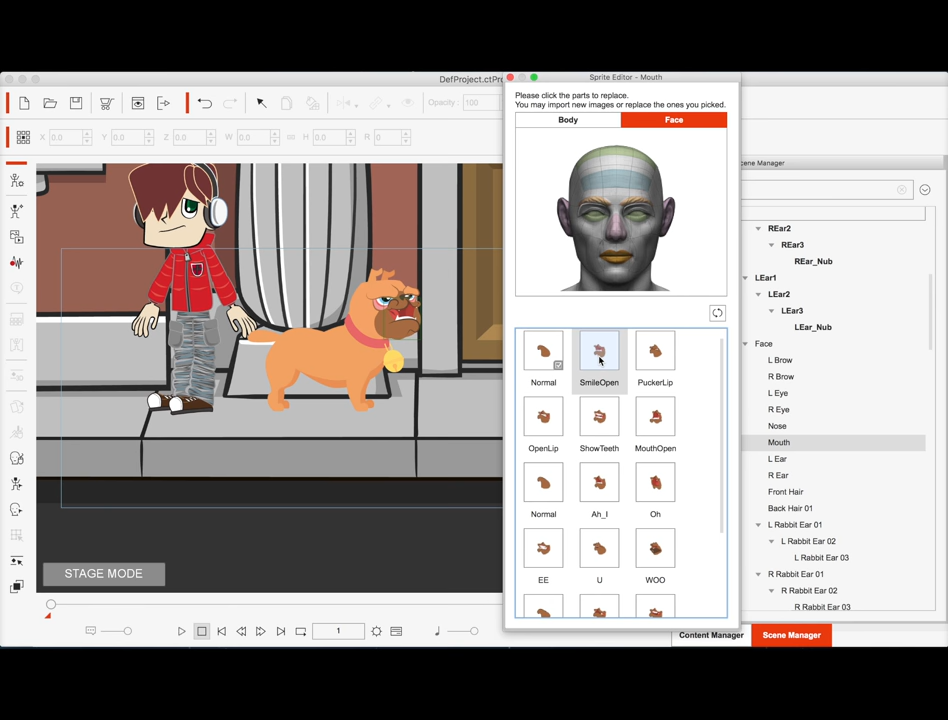 DefProject.ctPr
Sprite Editor - Mouth
Please click the parts to replace.
You may import new images or replace the ones you picked.
Opacity : 100
Body
Face
X 0.0
Y 0.0
Z 0.0
W 0.0
H 0.0
R 0
cene Manager
REar2
REar3
REar_Nub
LEar1
LEar2
LEar3
LEar_Nub
Face
L Brow
R Brow
L Eye
R Eye
Nose
Mouth
L Ear
R Ear
Front Hair
Back Hair 01
L Rabbit Ear 01
L Rabbit Ear 02
L Rabbit Ear 03
R Rabbit Ear 01
R Rabbit Ear 02
R Rabbit Ear 03
Normal
SmileOpen
PuckerLip
OpenLip
ShowTeeth
MouthOpen
Normal
Ah_I
Oh
EE
U
WOO
STAGE MODE
1
Content Manager
Scene Manager